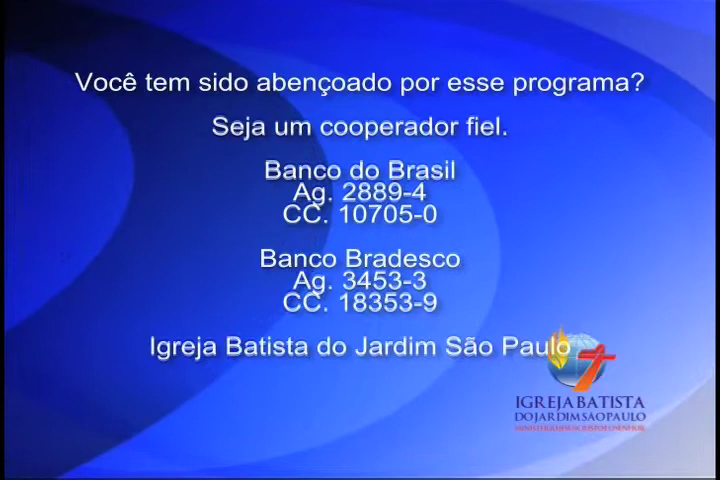 Você tem sido abençoado por esse programa?
Seja um cooperador fiel.
Banco do Brasil
Ag. 2889-4
CC. 10705-0
Banco Bradesco
Ag. 3453-3
CC. 18353-9
Igreja Batista do Jardim São Paulo
IGREJA BATISTA
DO JARDIM SÃO PAULO